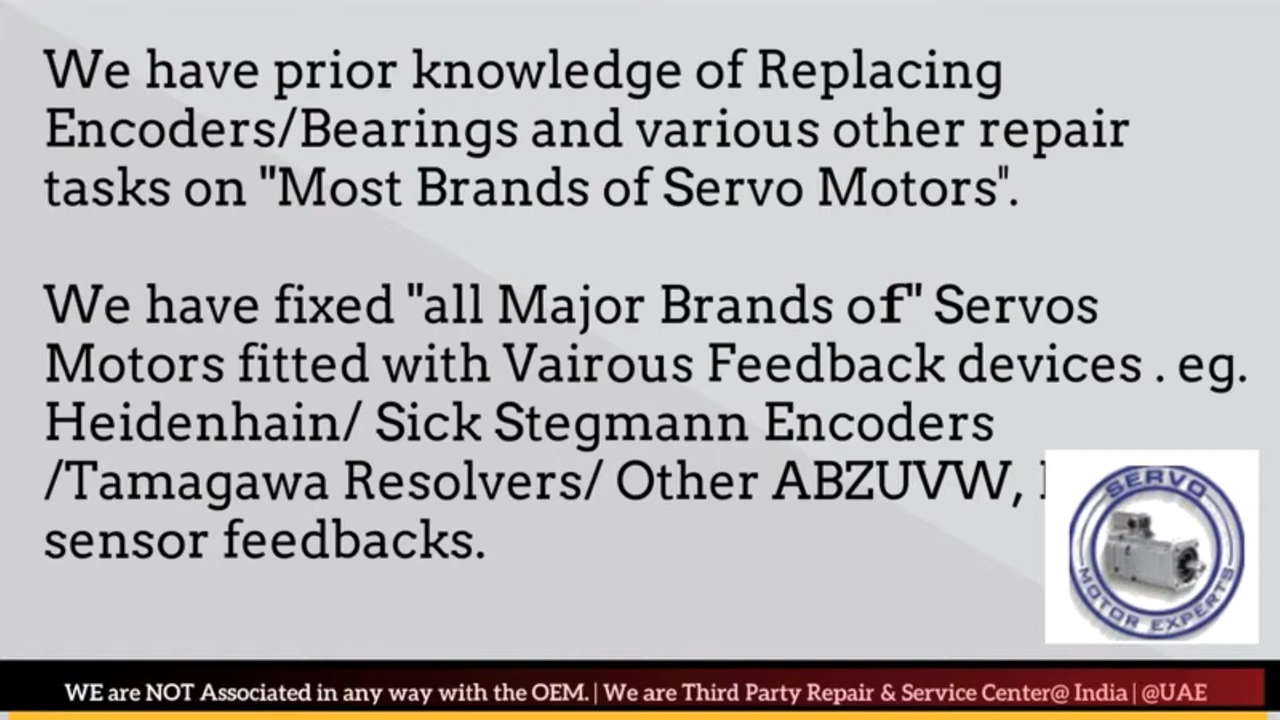 We have prior knowledge of Replacing
Encoders/Bearings and various other repair
tasks on "Most Brands of Servo Motors".
We have fixed "all Major Brands of" Servos
Motors fitted with Vairous Feedback devices . eg.
Heidenhain/ Sick Stegmann Encoders
/Tamagawa Resolvers/ Other ABZUVW,
sensor feedbacks.
SERVO
MOTOR EXPERTS
WE are NOT Associated in any way with the OEM. | We are Third Party Repair & Service Center@ India | @UAE